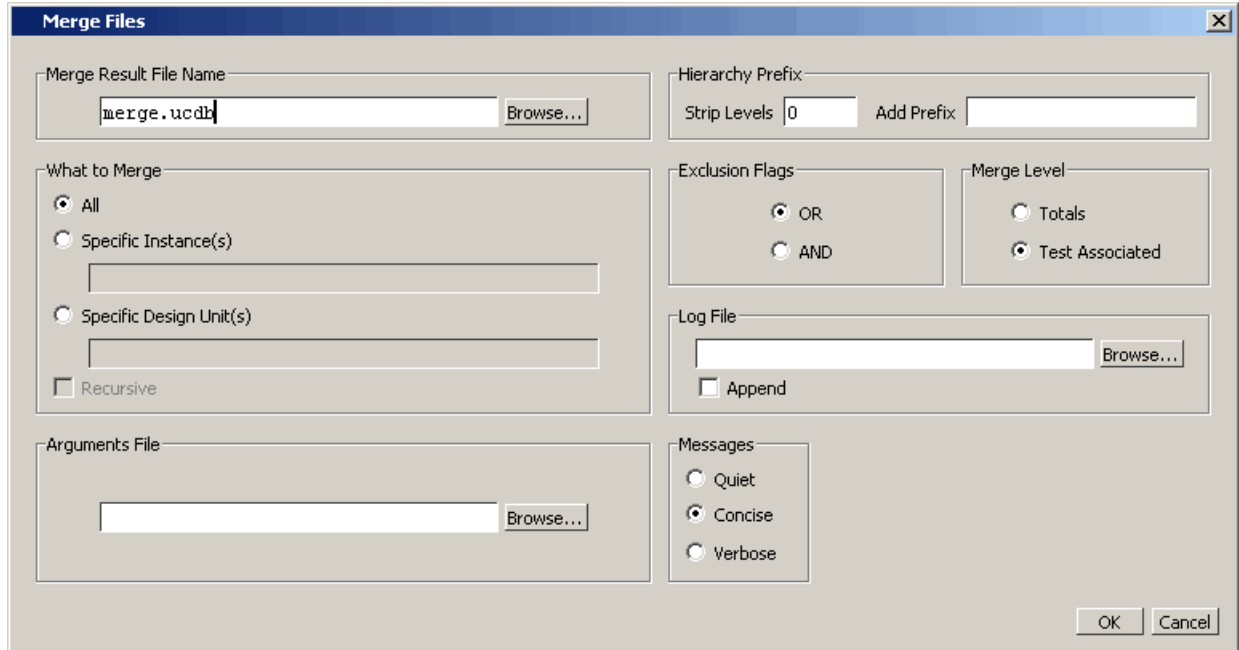 Merge Files
Merge Result File Name
merge.ucdb Browse...
Hierarchy Prefix
Strip Levels 0 Add Prefix
What to Merge
All
Specific Instance(s)
Specific Design Unit(s)
Recursive
Exclusion Flags
OR
AND
Merge Level
Totals
Test Associated
Log File
Browse...
Append
Arguments File
Browse...
Messages
Quiet
Concise
Verbose
OK Cancel